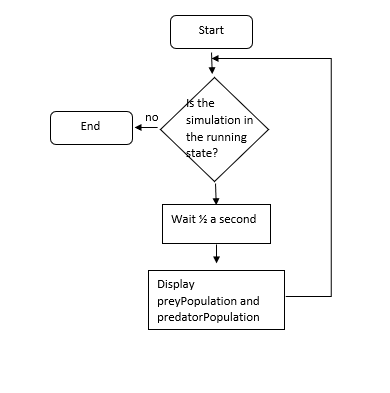 Start
Is the
simulation in
the running
state?
no
End
Wait ½ a second
Display
preyPopulation and
predatorPopulation